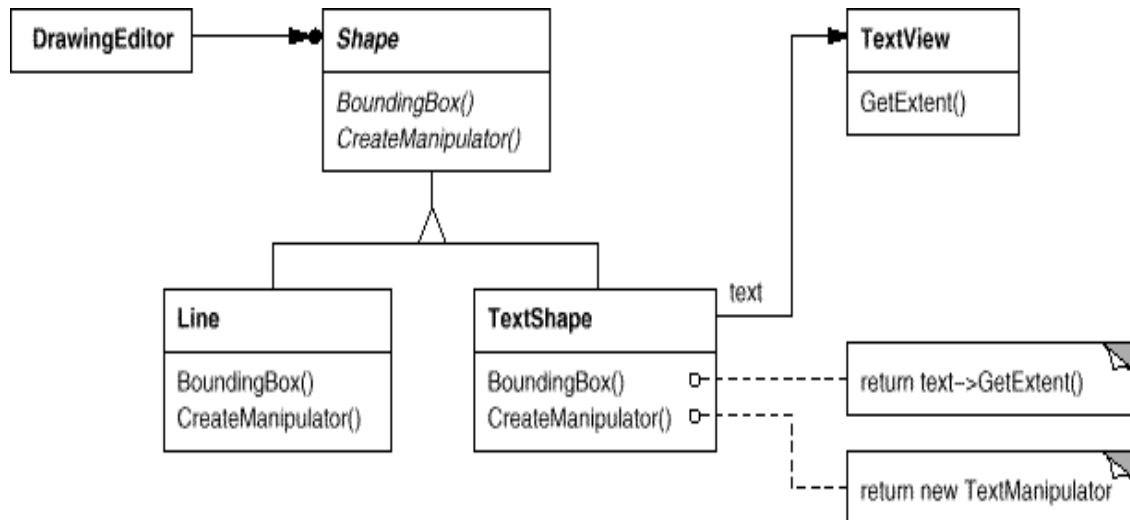 DrawingEditor
Shape
BoundingBox()
CreateManipulator()
TextView
GetExtent()
Line
BoundingBox()
CreateManipulator()
TextShape
BoundingBox()
CreateManipulator()
text
return text->GetExtent()
return new TextManipulator